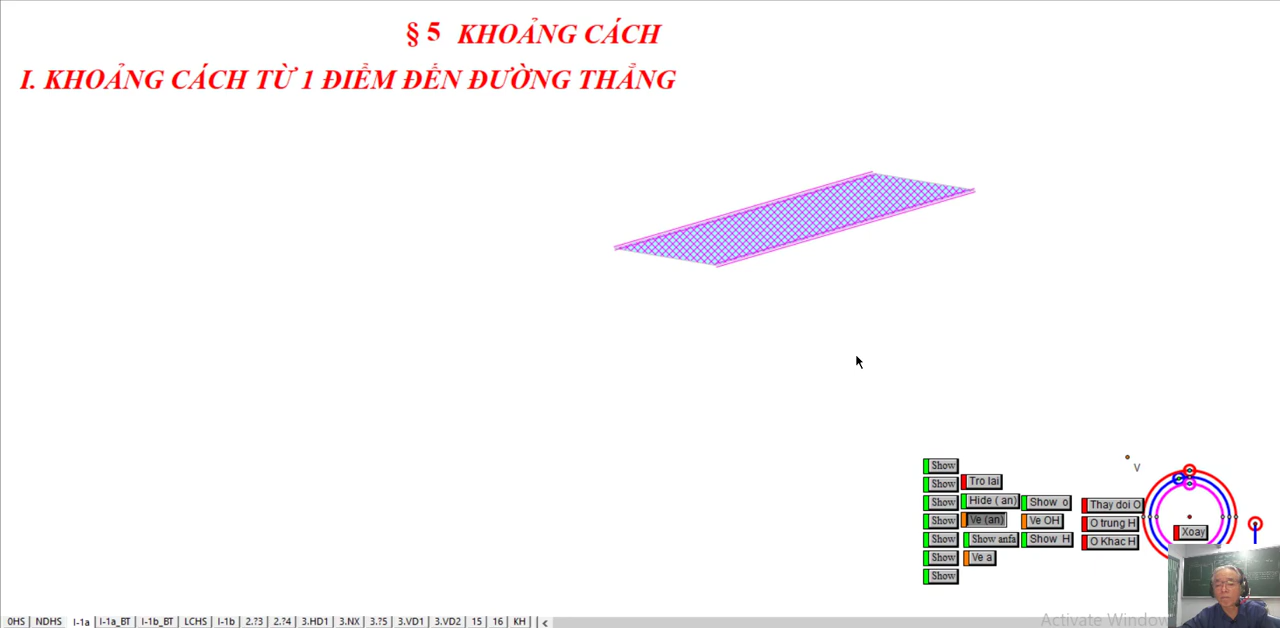 § 5 KHOẢNG CÁCH
I. KHOẢNG CÁCH TỪ 1 ĐIỂM ĐẾN ĐƯỜNG THẲNG
V
Show
Show Tro lai
Show Hide ( an) Show o Thay doi O
Show Ve (an) Ve OH O trung H
Show Show anfa Show H O Khac H
Show Ve a
Show
Xoay
Activate Window
0HS NDHS I-1a I-1a_BT I-1b_BT LCHS I-1b 2.?3 2.?4 3.HD1 3.NX 3.?5 3.VD1 3.VD2 15 16 KH